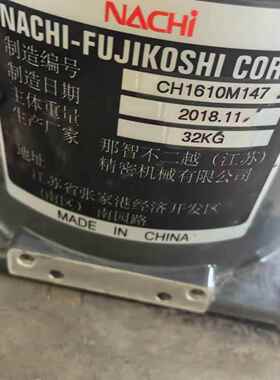 NACHi
NACHI-FUJIKOSHI COR
制造编号 CH1610M147
制造日期 2018.11
主体重量 32KG
生产厂家 那智不二越（江苏）
精密机械有限公司
地址: 江苏省张家港经济开发区
（南区）南园路
MADE IN CHINA